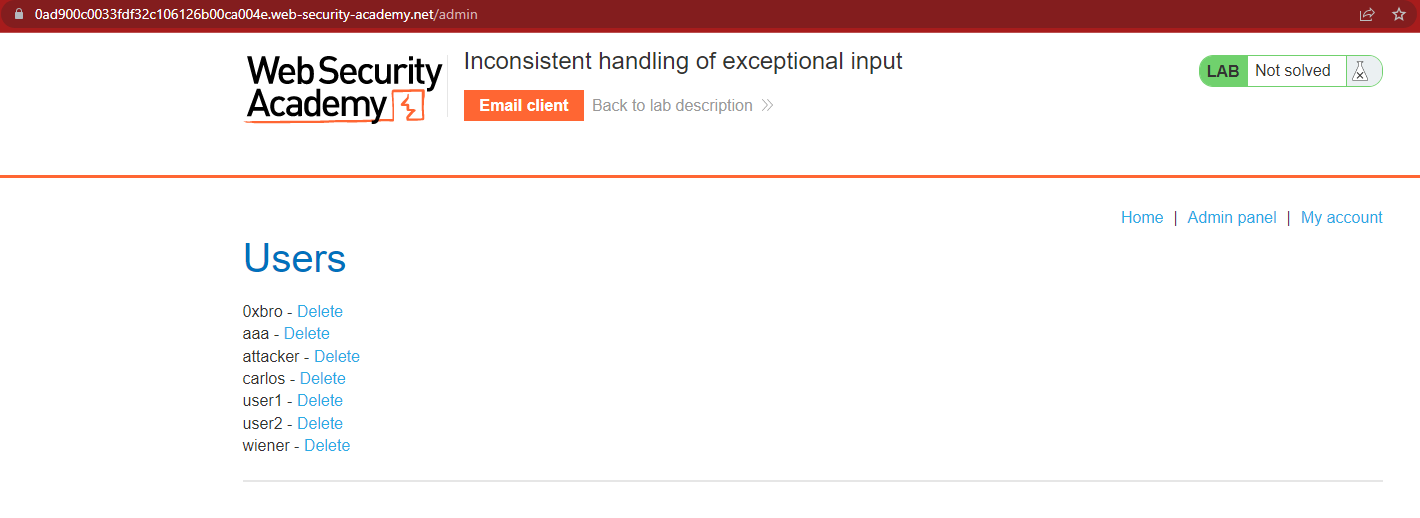 0ad900c0033fdf32c106126b00ca004e.web-security-academy.net/admin
Web Security
Academy
Inconsistent handling of exceptional input
Email client
Back to lab description
LAB
Not solved
Home | Admin panel | My account
Users
0xbro - Delete
aaa - Delete
attacker - Delete
carlos - Delete
user1 - Delete
user2 - Delete
wiener - Delete